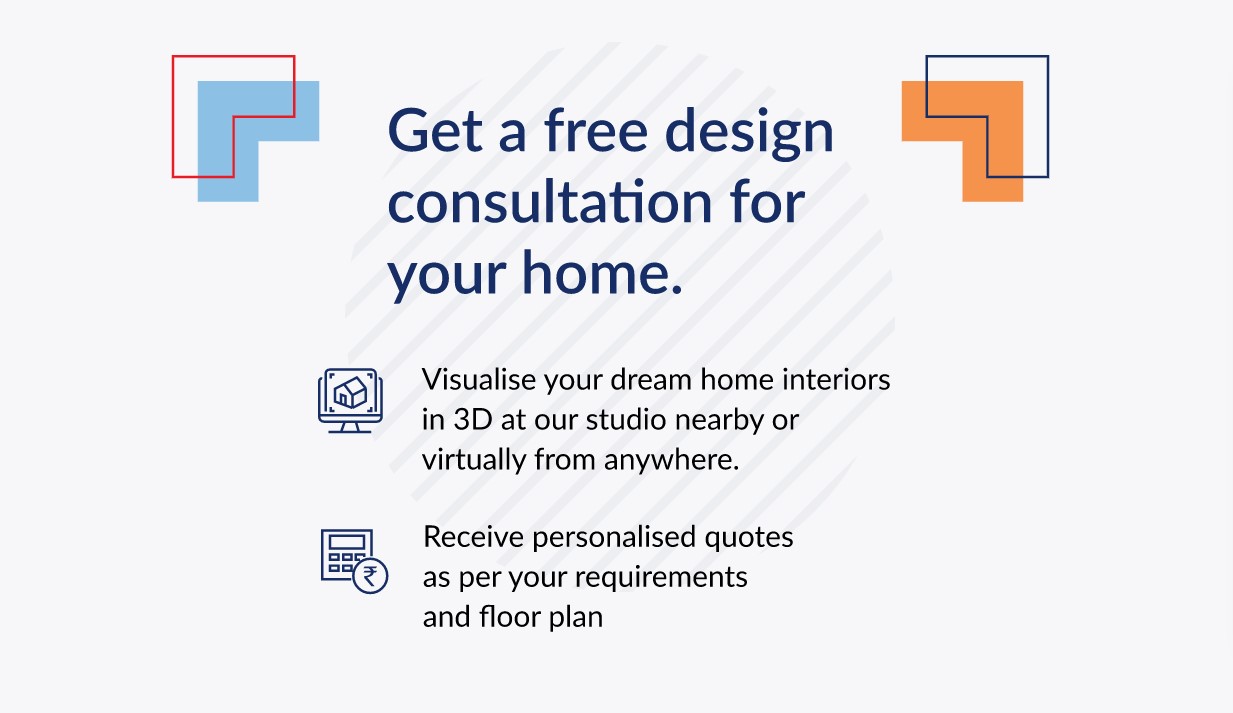 Get a free design
consultation for
your home.
Visualise your dream home interiors
in 3D at our studio nearby or
virtually from anywhere.
₹
Receive personalised quotes
as per your requirements
and floor plan